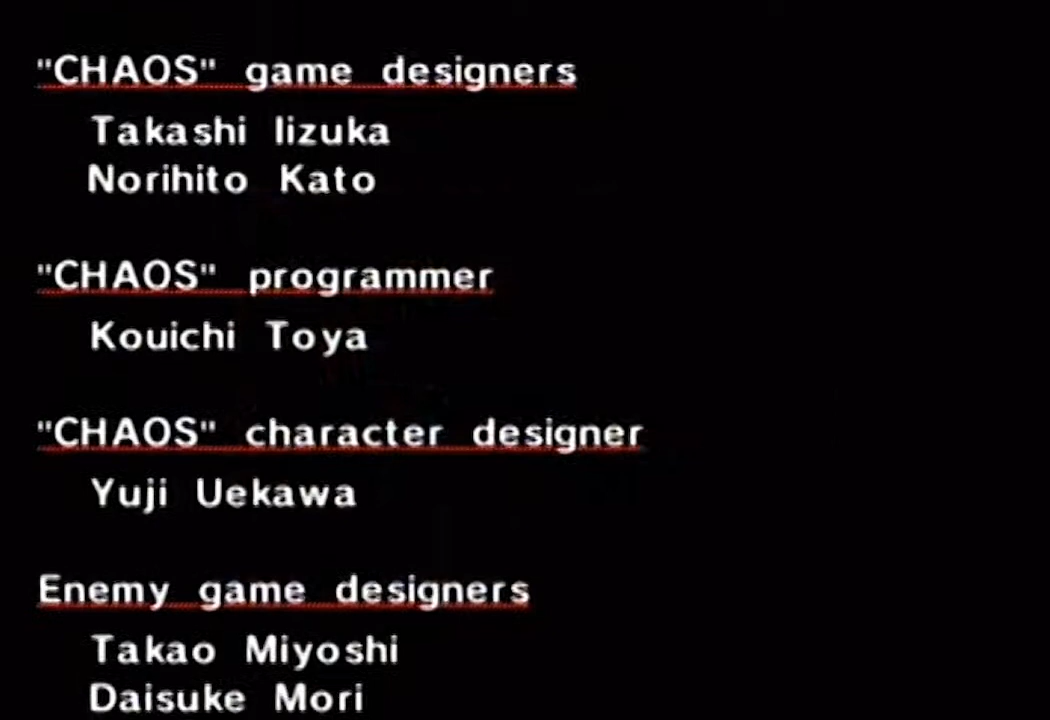 "CHAOS" game designers
Takashi Iizuka
Norihito Kato
"CHAOS" programmer
Kouichi Toya
"CHAOS" character designer
Yuji Uekawa
Enemy game designers
Takao Miyoshi
Daisuke Mori